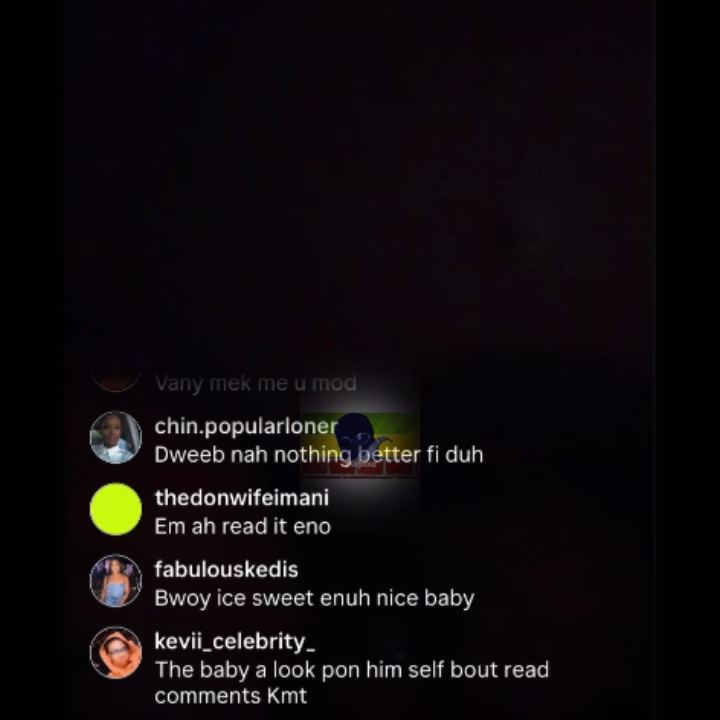 Vany mek me u mod
chin.popularloner
Dweeb nah nothing better fi duh
thedonwifeimani
Em ah read it eno
fabulouskedis
Bwoy ice sweet enuh nice baby
kevii_celebrity_
The baby a look pon him self bout read
comments Kmt